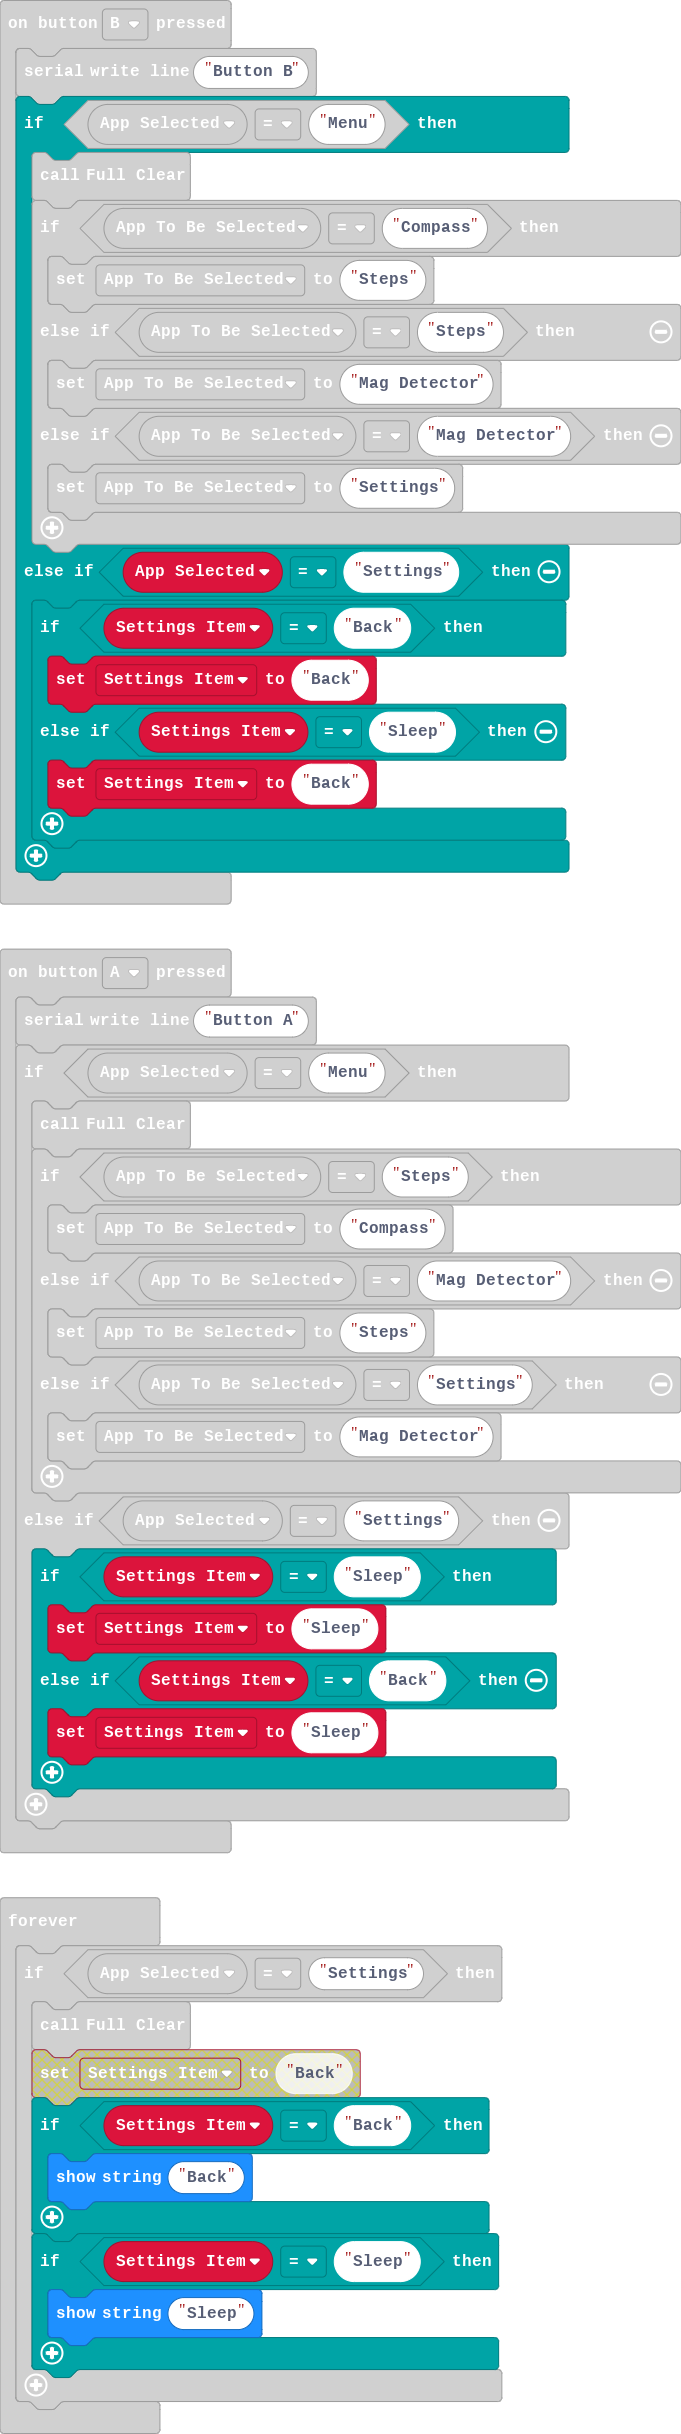 on button B pressed
serial write line "Button B"
if App Selected = "Menu" then
call Full Clear
if App To Be Selected = "Compass" then
set App To Be Selected to "Steps"
else if App To Be Selected = "Steps" then
set App To Be Selected to "Mag Detector"
else if App To Be Selected = "Mag Detector" then
set App To Be Selected to "Settings"
else if App Selected = "Settings" then
if Settings Item = "Back" then
set Settings Item to "Back"
else if Settings Item = "Sleep" then
set Settings Item to "Back"
on button A pressed
serial write line "Button A"
if App Selected = "Menu" then
call Full Clear
if App To Be Selected = "Steps" then
set App To Be Selected to "Compass"
else if App To Be Selected = "Mag Detector" then
set App To Be Selected to "Steps"
else if App To Be Selected = "Settings" then
set App To Be Selected to "Mag Detector"
else if App Selected = "Settings" then
if Settings Item = "Sleep" then
set Settings Item to "Sleep"
else if Settings Item = "Back" then
set Settings Item to "Sleep"
forever
if App Selected = "Settings" then
call Full Clear
set Settings Item to "Back"
if Settings Item = "Back" then
show string "Back"
if Settings Item = "Sleep" then
show string "Sleep"